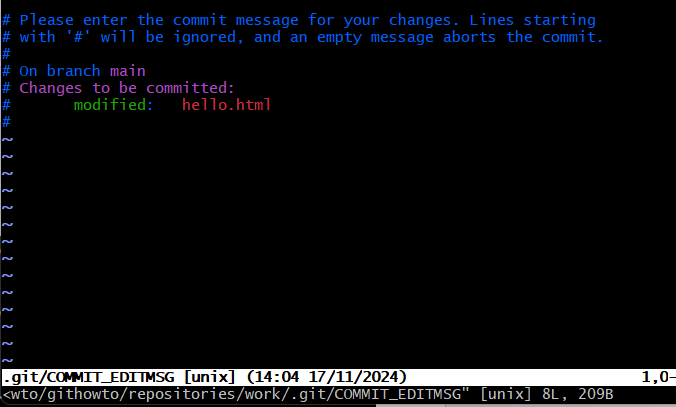 # Please enter the commit message for your changes. Lines starting
# with '#' will be ignored, and an empty message aborts the commit.
#
# On branch main
# Changes to be committed:
#       modified:   hello.html
#
~
~
~
~
~
~
~
~
~
~
~
~
~
~
.git/COMMIT_EDITMSG [unix] (14:04 17/11/2024) 1,0-
<wto/githowto/repositories/work/.git/COMMIT_EDITMSG" [unix] 8L, 209B